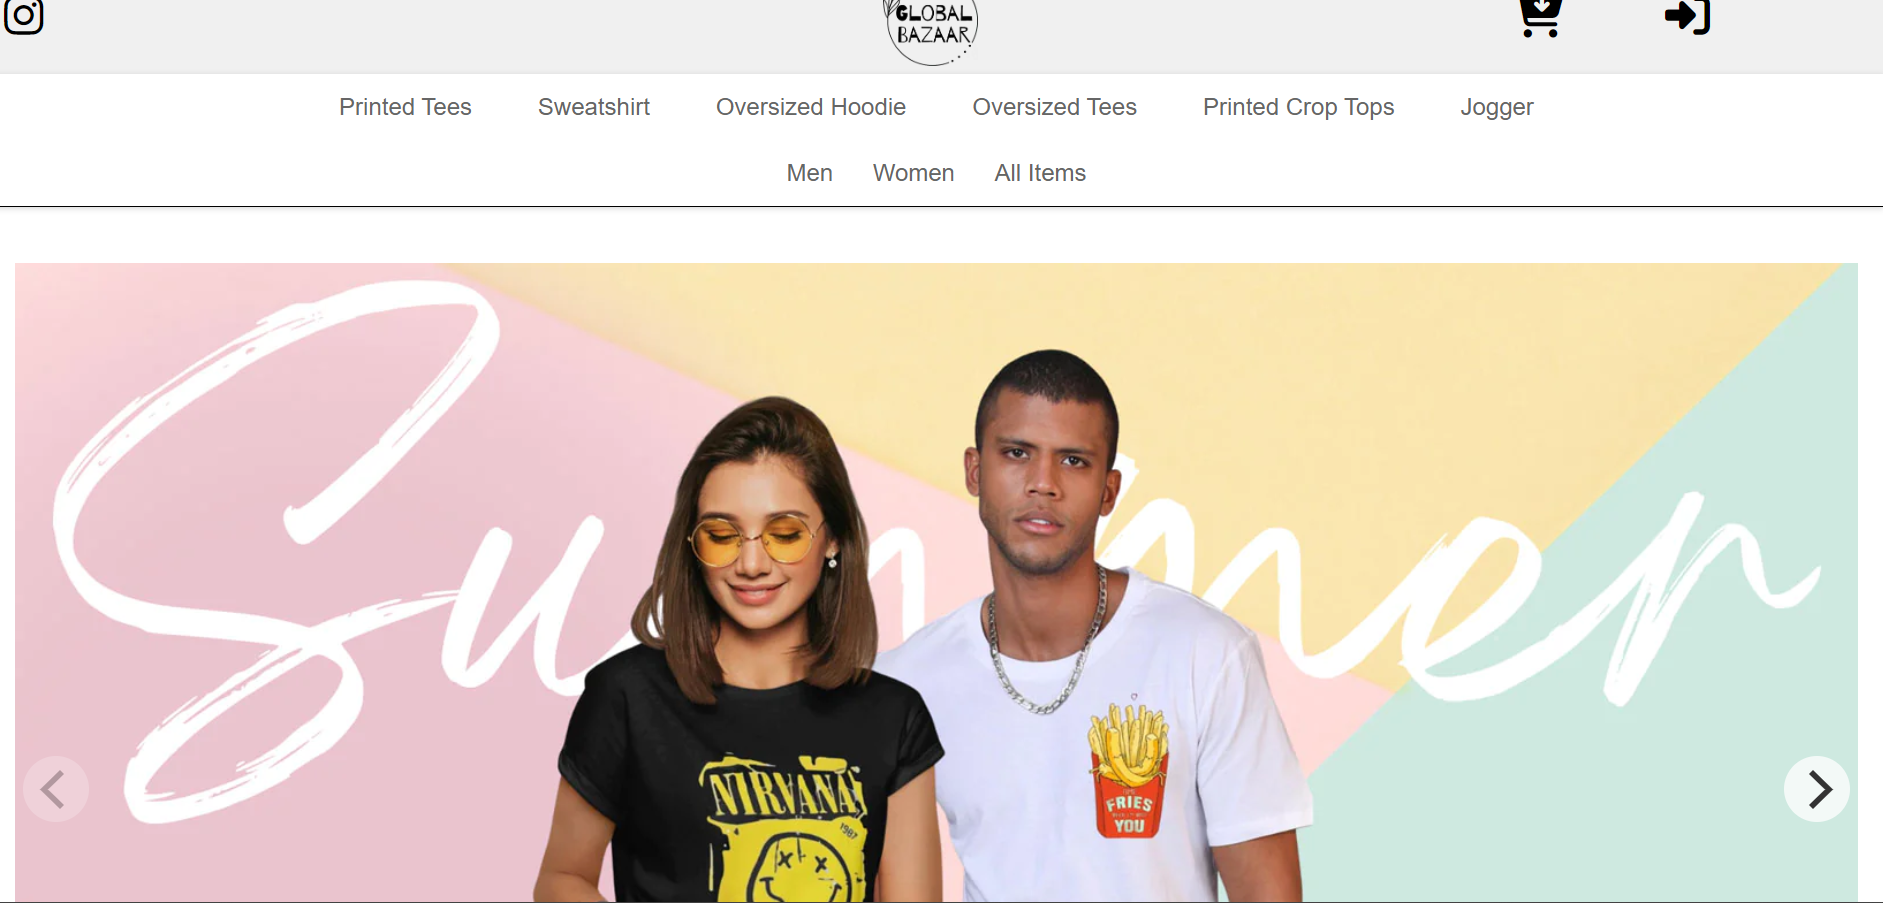 GLOBAL
BAZAAR
Printed Tees Sweatshirt Oversized Hoodie Oversized Tees Printed Crop Tops Jogger
Men Women All Items
Summer
NIRVANA
1987
FRIES
YOU